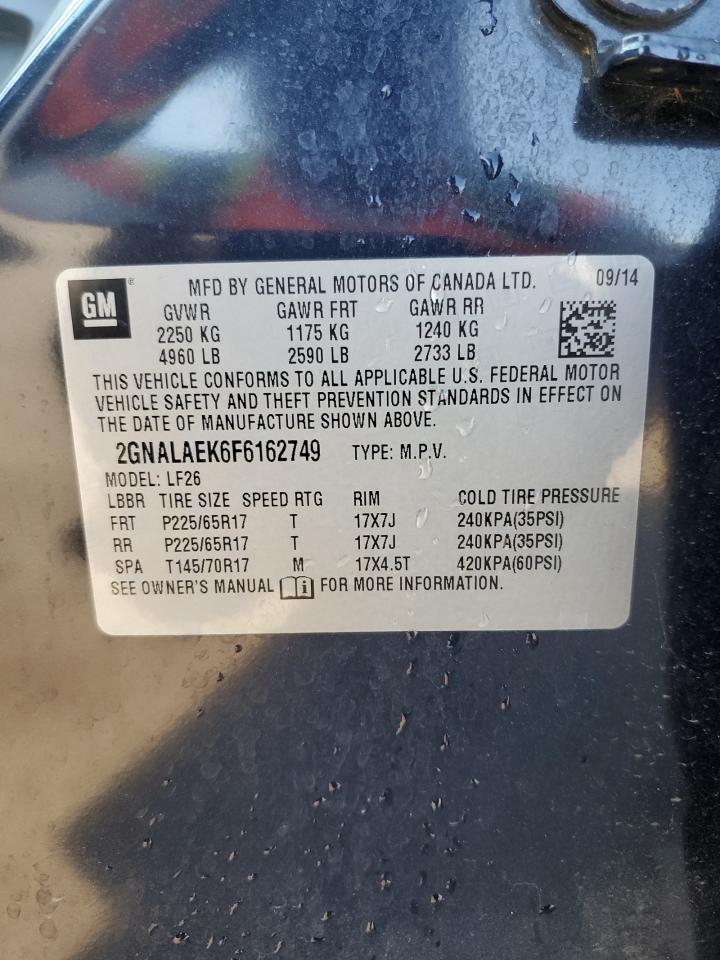 GM ®
MFD BY GENERAL MOTORS OF CANADA LTD. 09/14
GVWR GAWR FRT GAWR RR
2250 KG 1175 KG 1240 KG
4960 LB 2590 LB 2733 LB
THIS VEHICLE CONFORMS TO ALL APPLICABLE U.S. FEDERAL MOTOR
VEHICLE SAFETY AND THEFT PREVENTION STANDARDS IN EFFECT ON
THE DATE OF MANUFACTURE SHOWN ABOVE.
2GNALAEK6F6162749 TYPE: M.P.V.
MODEL: LF26
LBBR TIRE SIZE SPEED RTG RIM COLD TIRE PRESSURE
FRT P225/65R17 T 17X7J 240KPA(35PSI)
RR P225/65R17 T 17X7J 240KPA(35PSI)
SPA T145/70R17 M 17X4.5T 420KPA(60PSI)
SEE OWNER'S MANUAL i FOR MORE INFORMATION.